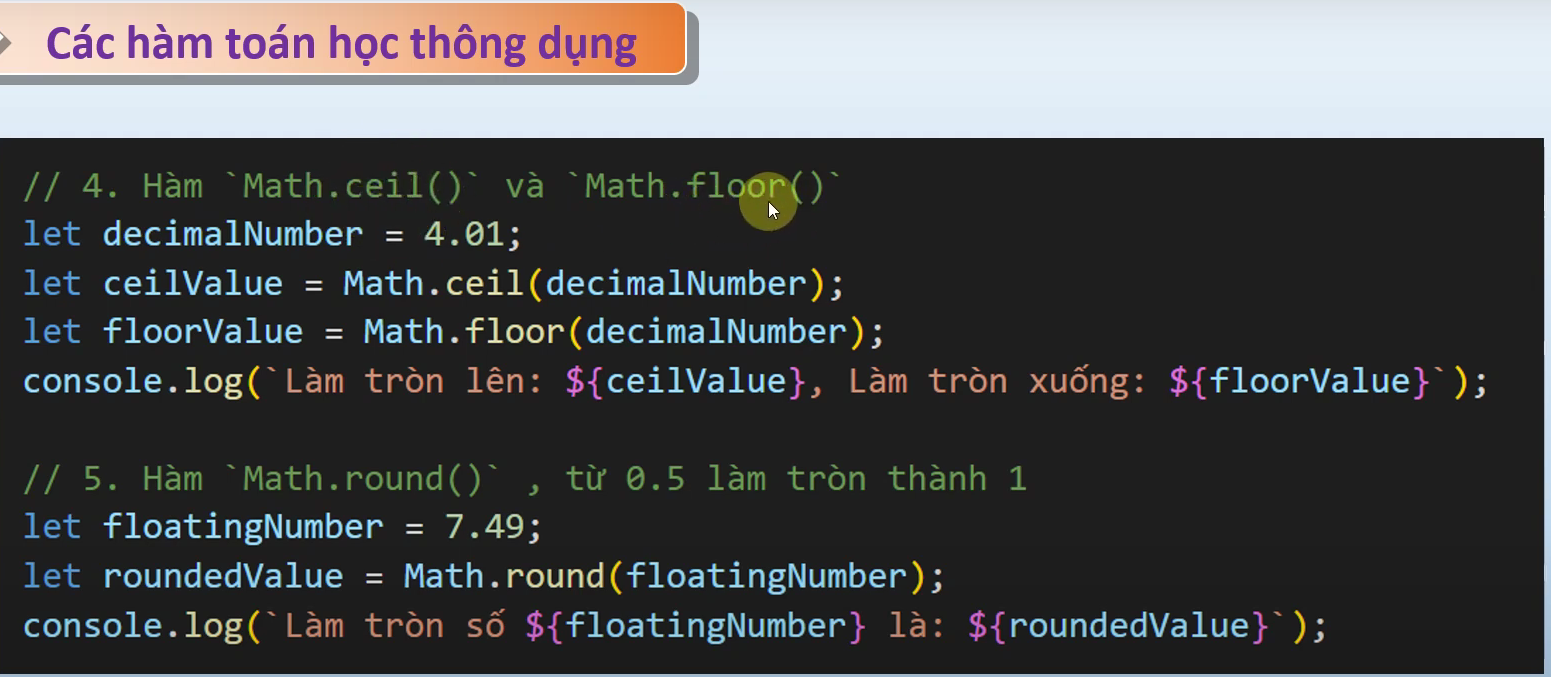 Các hàm toán học thông dụng
// 4. Hàm `Math.ceil()` và `Math.floor()`
let decimalNumber = 4.01;
let ceilValue = Math.ceil(decimalNumber);
let floorValue = Math.floor(decimalNumber);
console.log(`Làm tròn lên: ${ceilValue}, Làm tròn xuống: ${floorValue}`);
// 5. Hàm `Math.round()` , từ 0.5 làm tròn thành 1
let floatingNumber = 7.49;
let roundedValue = Math.round(floatingNumber);
console.log(`Làm tròn số ${floatingNumber} là: ${roundedValue}`);